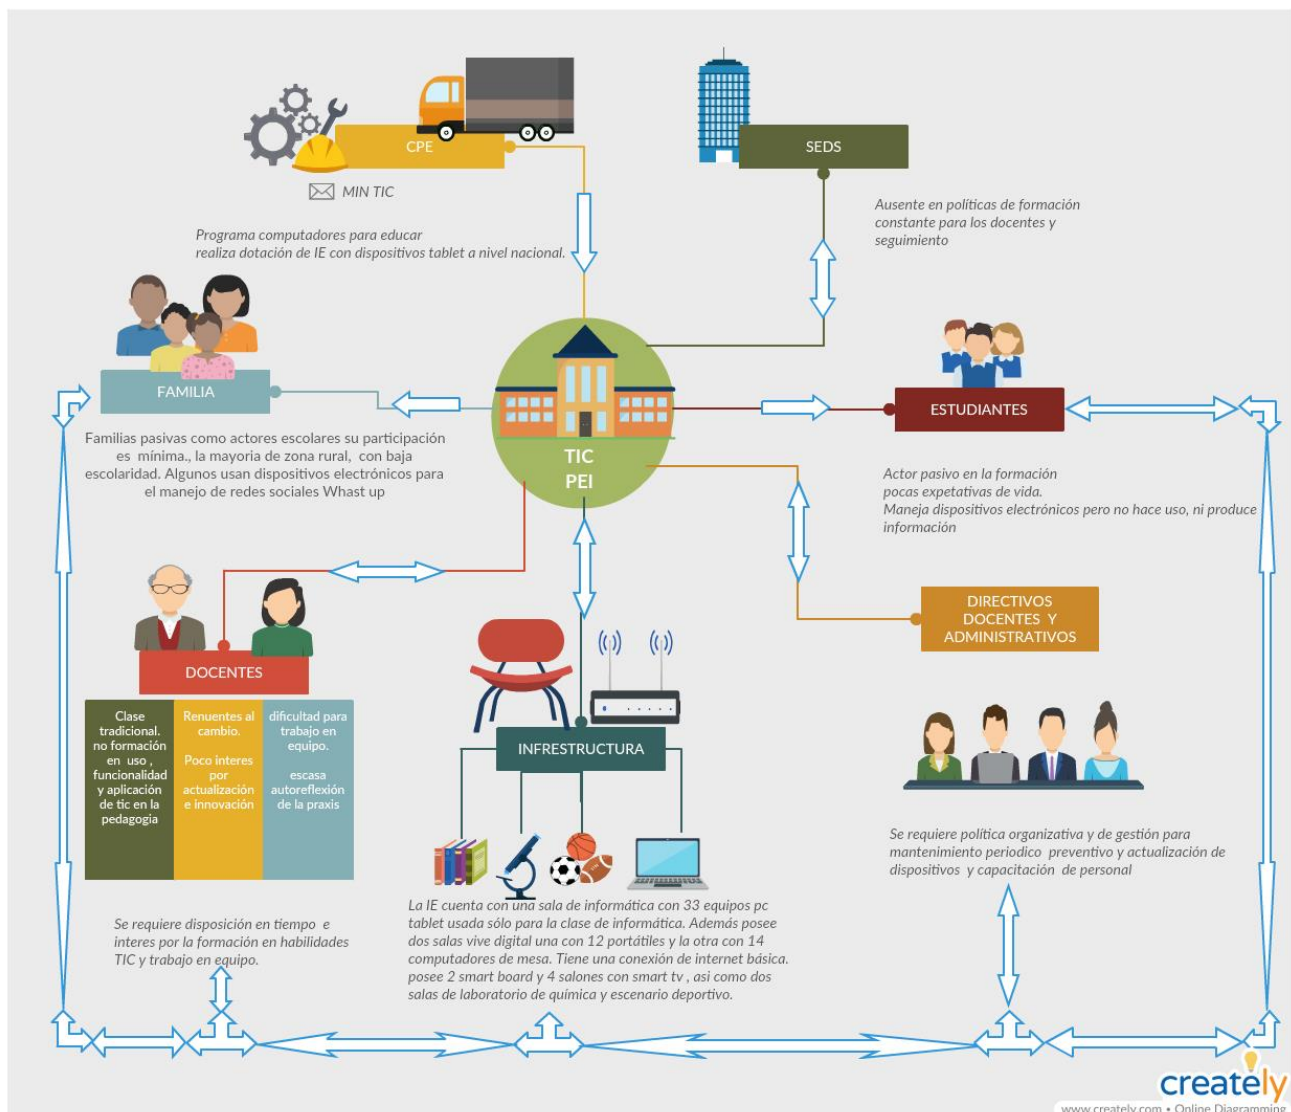 CPE
SEDS
MIN TIC
Programa computadores para educar
realiza dotación de IE con dispositivos tablet a nivel nacional.
Ausente en políticas de formación
constante para los docentes y
seguimiento
FAMILIA
Familias pasivas como actores escolares su participación
es mínima., la mayoria de zona rural, con baja
escolaridad. Algunos usan dispositivos electrónicos para
el manejo de redes sociales Whast up
TIC
PEI
ESTUDIANTES
Actor pasivo en la formación
pocas expetativas de vida.
Maneja dispositivos electrónicos pero no hace uso, ni produce
información
DIRECTIVOS
DOCENTES Y
ADMINISTRATIVOS
DOCENTES
Clase
tradicional.
no formación
en uso ,
funcionalidad
y aplicación
de tic en la
pedagogia
Renuentes al
cambio.
Poco interes
por
actualización
e innovación
dificultad para
trabajo en
equipo.
escasa
autoreflexión
de la praxis
INFRESTRUCTURA
Se requiere política organizativa y de gestión para
mantenimiento periodico preventivo y actualización de
dispositivos y capacitación de personal
Se requiere disposición en tiempo e
interes por la formación en habilidades
TIC y trabajo en equipo.
La IE cuenta con una sala de informática con 33 equipos pc
tablet usada sólo para la clase de informática. Además posee
dos salas vive digital una con 12 portátiles y la otra con 14
computadores de mesa. Tiene una conexión de internet básica.
posee 2 smart board y 4 salones con smart tv , asi como dos
salas de laboratorio de química y escenario deportivo.
creately
www.creately.com • Online Diagramming